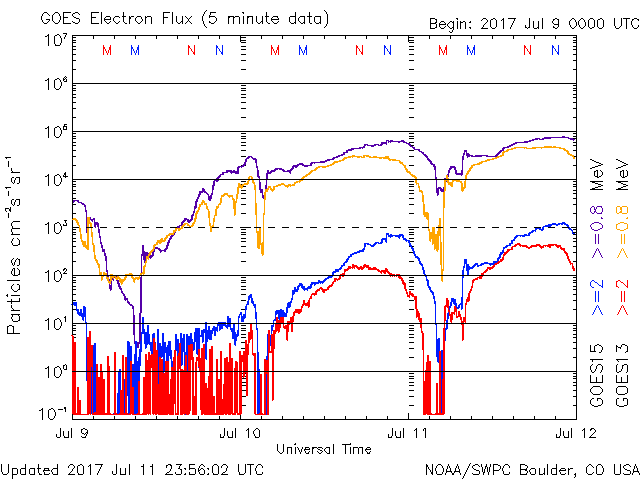 GOES Electron Flux (5 minute data)
Begin: 2017 Jul 9 0000 UTC
10⁷
M M N N M M N N M M N N
10⁶
10⁵
10⁴
10³
10²
10¹
10⁰
10⁻¹
Particles cm⁻²s⁻¹sr⁻¹
Jul 9 Jul 10 Jul 11 Jul 12
Universal Time
GOES15 >=2 >=0.8 MeV
GOES13 >=2 >=0.8 MeV
Updated 2017 Jul 11 23:56:02 UTC
NOAA/SWPC Boulder, CO USA